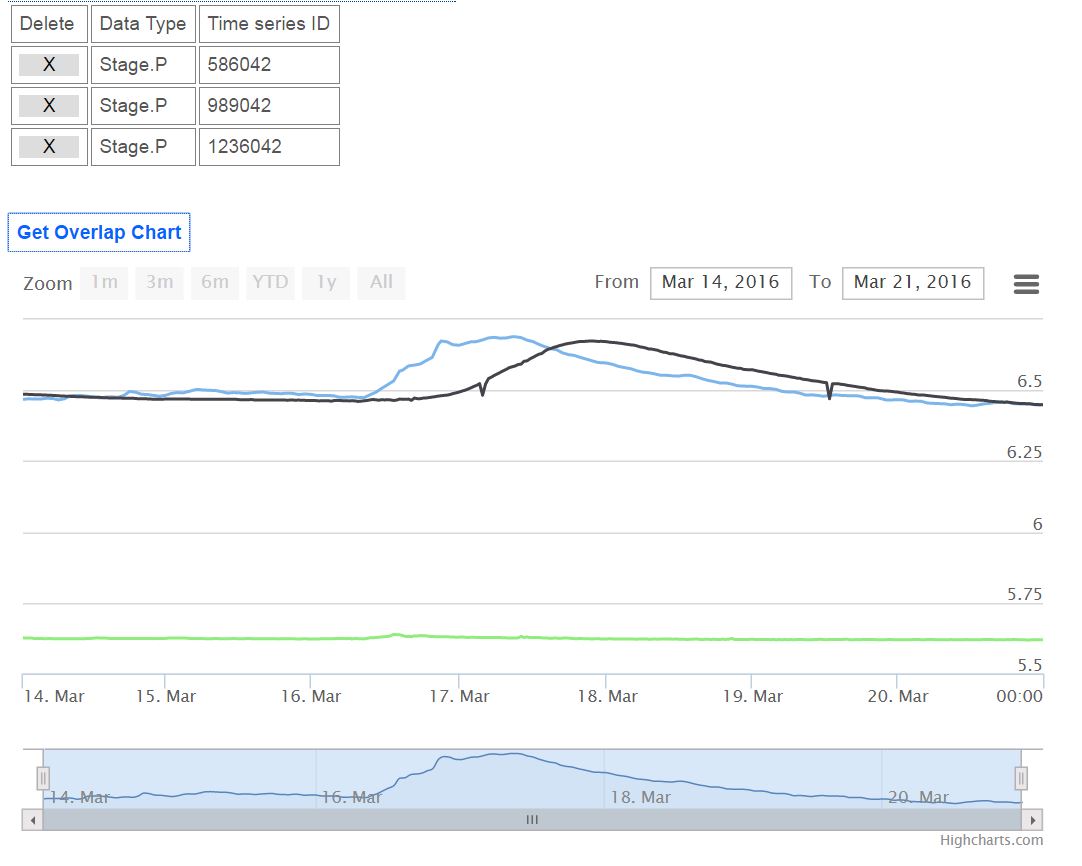 Delete Data Type Time series ID
X Stage.P 586042
X Stage.P 989042
X Stage.P 1236042
Get Overlap Chart
Zoom 1m 3m 6m YTD 1y All From Mar 14, 2016 To Mar 21, 2016
6.5
6.25
6
5.75
5.5
14. Mar 15. Mar 16. Mar 17. Mar 18. Mar 19. Mar 20. Mar 00:00
14. Mar 16. Mar 18. Mar 20. Mar
Highcharts.com